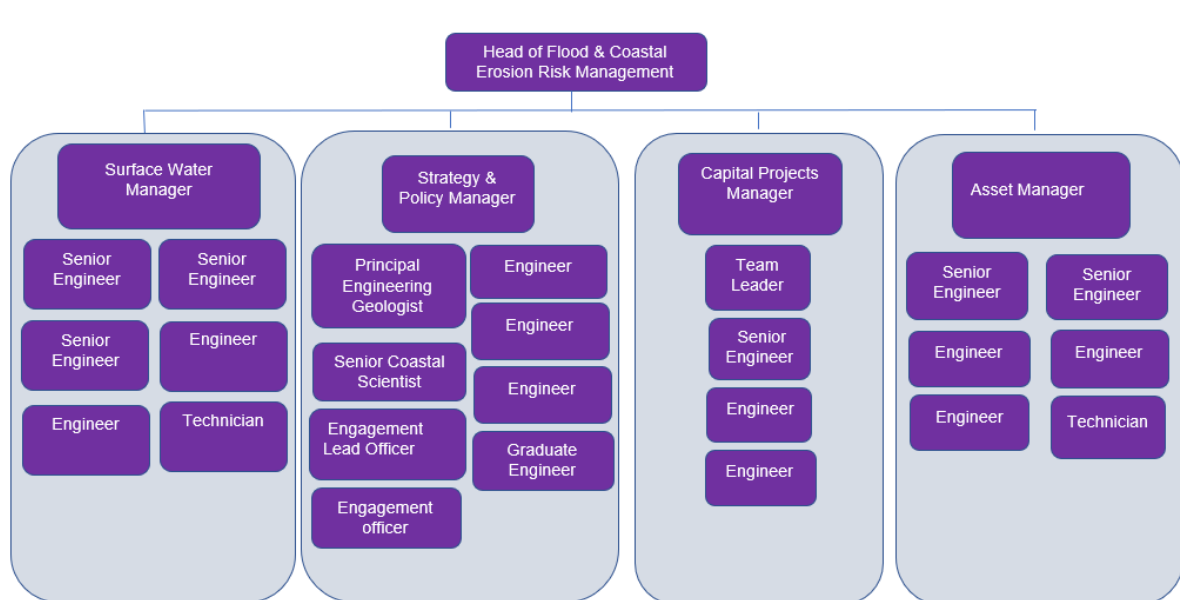 Head of Flood & Coastal
Erosion Risk Management
Surface Water
Manager
Senior
Engineer
Senior
Engineer
Senior
Engineer
Engineer
Engineer
Technician
Strategy &
Policy Manager
Principal
Engineering
Geologist
Engineer
Engineer
Senior Coastal
Scientist
Engineer
Engagement
Lead Officer
Graduate
Engineer
Engagement
officer
Capital Projects
Manager
Team
Leader
Senior
Engineer
Engineer
Engineer
Asset Manager
Senior
Engineer
Senior
Engineer
Engineer
Engineer
Engineer
Technician